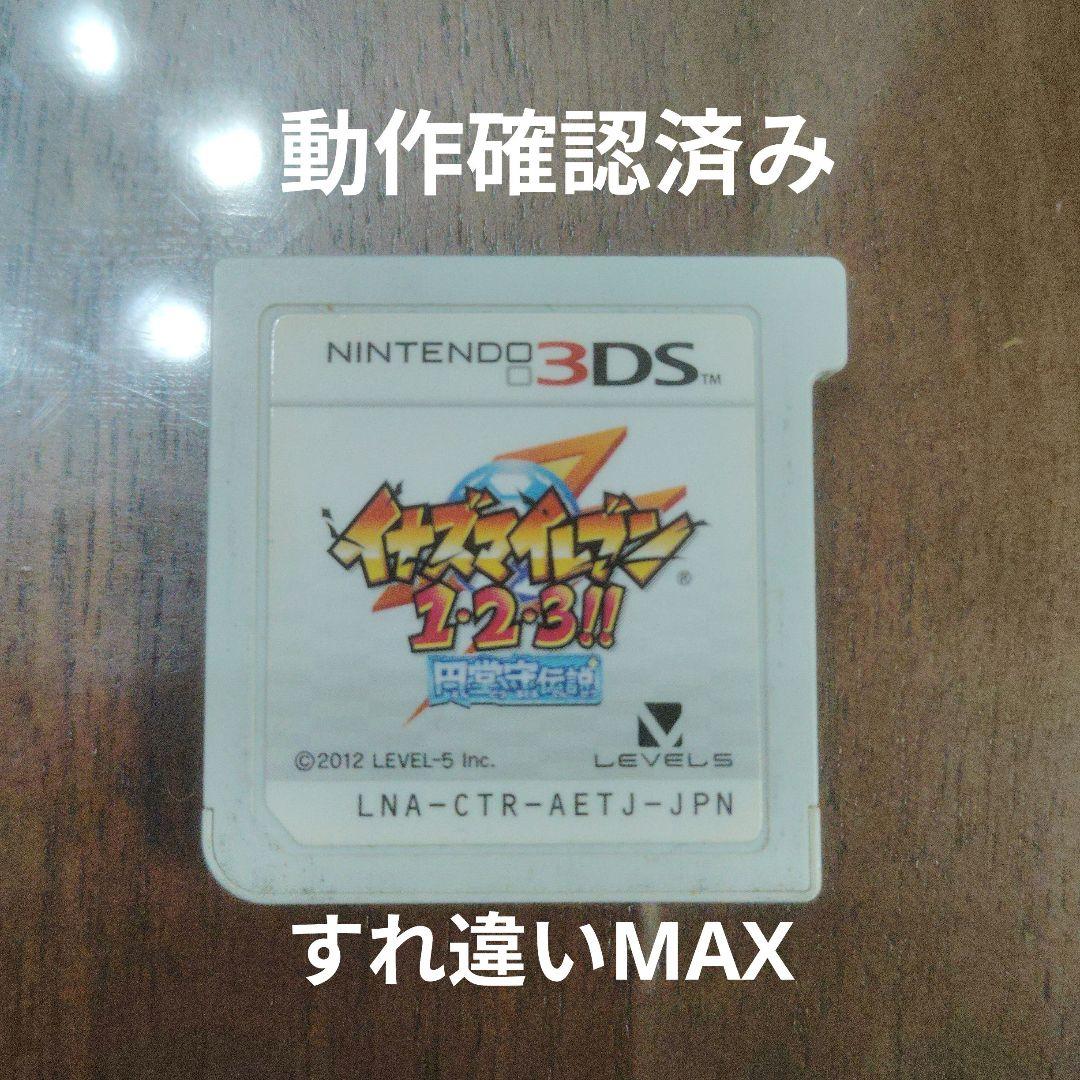 動作確認済み
NINTENDO 3DS™
イナズマイレブン®
1・2・3!!
円堂守伝説
©2012 LEVEL-5 Inc.
LEVEL5
LNA-CTR-AETJ-JPN
すれ違いMAX